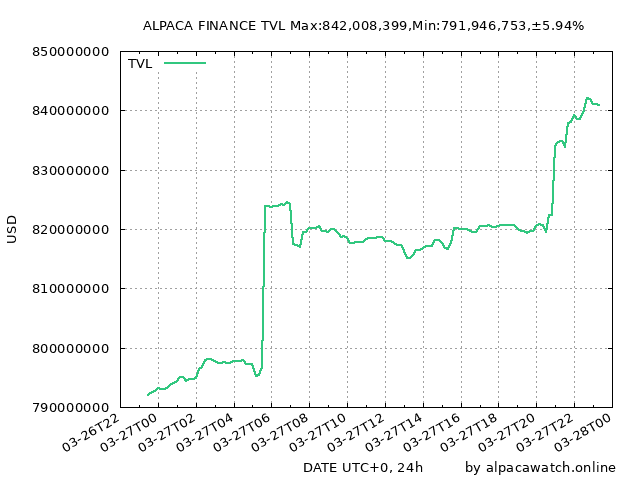 ALPACA FINANCE TVL Max:842,008,399,Min:791,946,753,±5.94%
850000000
TVL
840000000
830000000
820000000
USD
810000000
800000000
790000000
03-26T22
03-27T00
03-27T02
03-27T04
03-27T06
03-27T08
03-27T10
03-27T12
03-27T14
03-27T16
03-27T18
03-27T20
03-27T22
03-28T00
DATE UTC+0, 24h
by alpacawatch.online